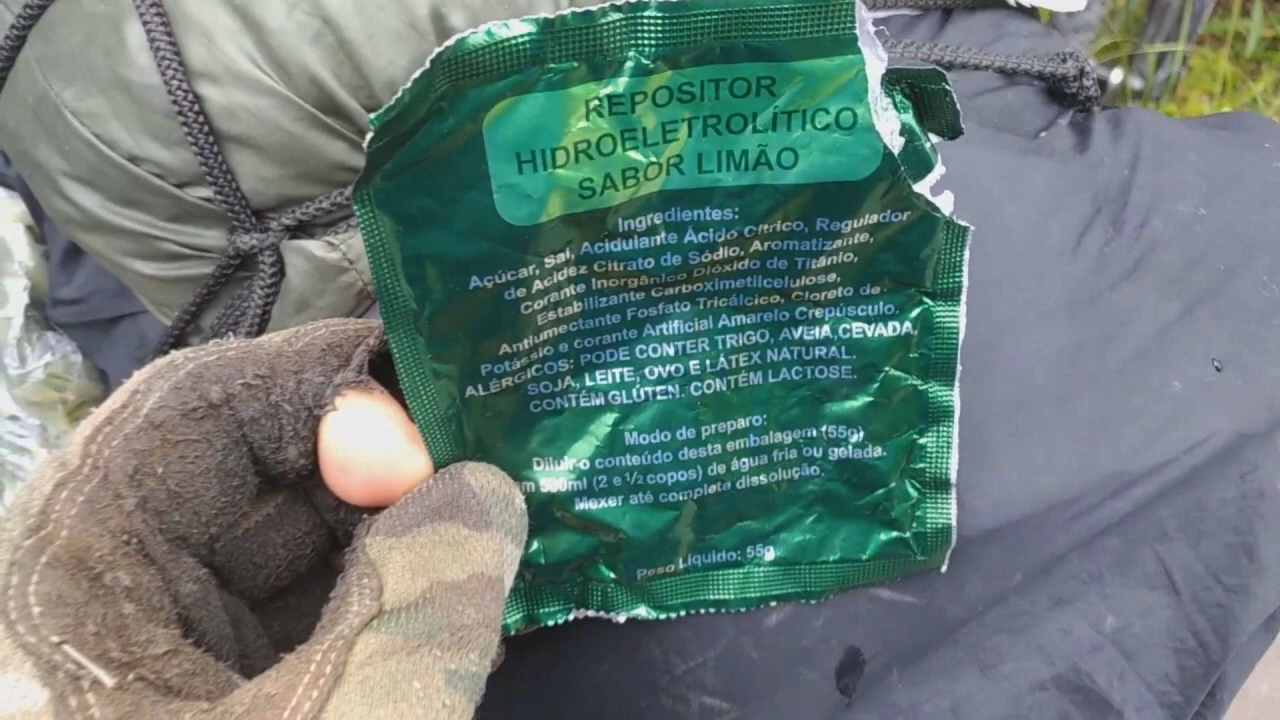 REPOSITOR
HIDROELETROLÍTICO
SABOR LIMÃO
Ingredientes:
Açúcar, Sal, Acidulante Ácido Cítrico, Regulador
de Acidez Citrato de Sódio, Aromatizante,
Corante Inorgânico Dióxido de Titânio,
Estabilizante Carboximetilcelulose,
Antiumectante Fosfato Tricálcico, Cloreto de
Potássio e corante Artificial Amarelo Crepúsculo.
ALÉRGICOS: PODE CONTER TRIGO, AVEIA, CEVADA,
SOJA, LEITE, OVO E LÁTEX NATURAL.
CONTÉM GLÚTEN. CONTÉM LACTOSE.
Modo de preparo:
Diluir o conteúdo desta embalagem (55g)
(2 e 1/2 copos) de água fria ou gelada.
Mexer até completa dissolução.
Peso Líquido: 55g